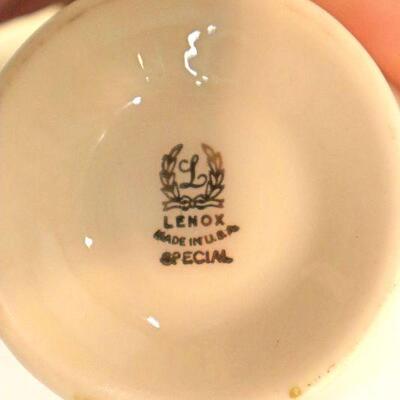 L
LENOX
MADE IN U.S.A.
SPECIAL